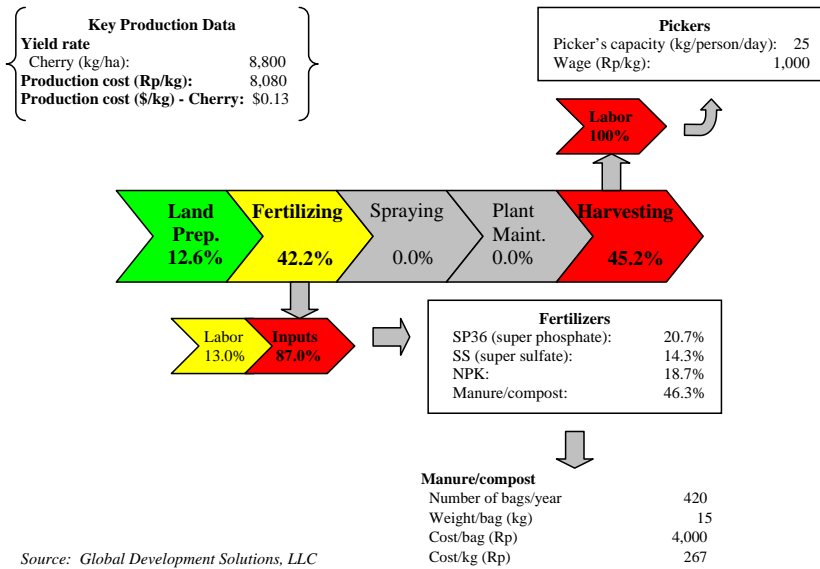 Key Production Data
Yield rate
Cherry (kg/ha): 8,800
Production cost (Rp/kg): 8,080
Production cost ($/kg) - Cherry: $0.13
Pickers
Picker's capacity (kg/person/day): 25
Wage (Rp/kg): 1,000
Labor
100%
Land
Prep.
12.6%
Fertilizing
42.2%
Spraying
0.0%
Plant
Maint.
0.0%
Harvesting
45.2%
Labor
13.0%
Inputs
87.0%
Fertilizers
SP36 (super phosphate): 20.7%
SS (super sulfate): 14.3%
NPK: 18.7%
Manure/compost: 46.3%
Manure/compost
Number of bags/year 420
Weight/bag (kg) 15
Cost/bag (Rp) 4,000
Cost/kg (Rp) 267
Source: Global Development Solutions, LLC